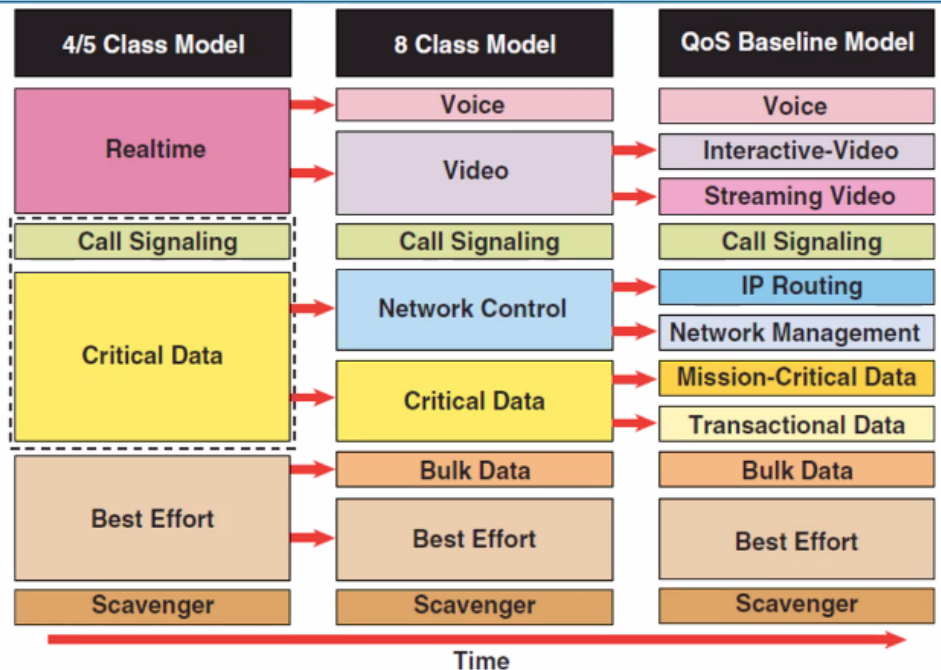 4/5 Class Model
8 Class Model
QoS Baseline Model
Realtime
Voice
Voice
Video
Interactive-Video
Streaming Video
Call Signaling
Call Signaling
Call Signaling
Critical Data
Network Control
IP Routing
Network Management
Critical Data
Mission-Critical Data
Transactional Data
Best Effort
Bulk Data
Bulk Data
Best Effort
Best Effort
Scavenger
Scavenger
Scavenger
Time